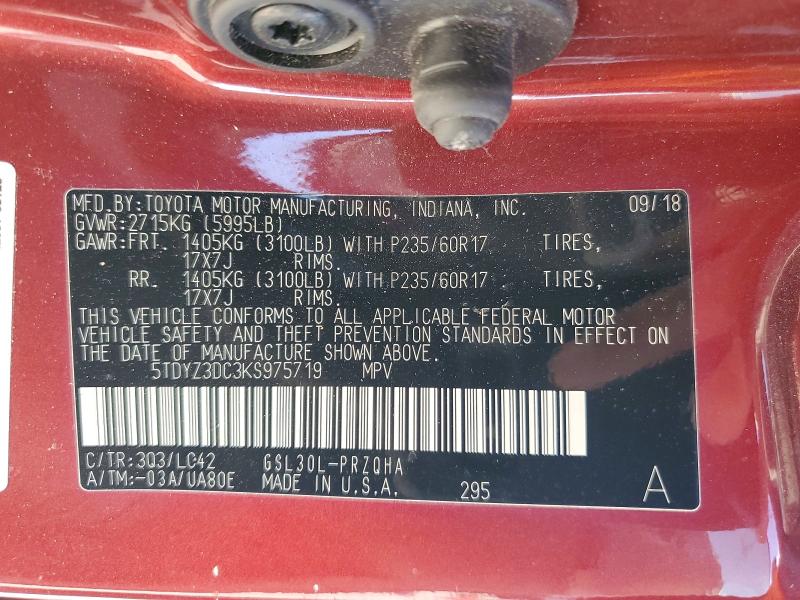 MFD.BY:TOYOTA MOTOR MANUFACTURING, INDIANA, INC. 09/18
GVWR:2715KG (5995LB)
GAWR:FRT. 1405KG (3100LB) WITH P235/60R17 TIRES,
17X7J RIMS.
RR. 1405KG (3100LB) WITH P235/60R17 TIRES,
17X7J RIMS.
THIS VEHICLE CONFORMS TO ALL APPLICABLE FEDERAL MOTOR
VEHICLE SAFETY AND THEFT PREVENTION STANDARDS IN EFFECT ON
THE DATE OF MANUFACTURE SHOWN ABOVE.
5TDYZ3DC3KS975719 MPV
C/TR:3Q3/LC42 GSL30L-PRZQHA
A/TM:-03A/UA80E MADE IN U.S.A. 295 A